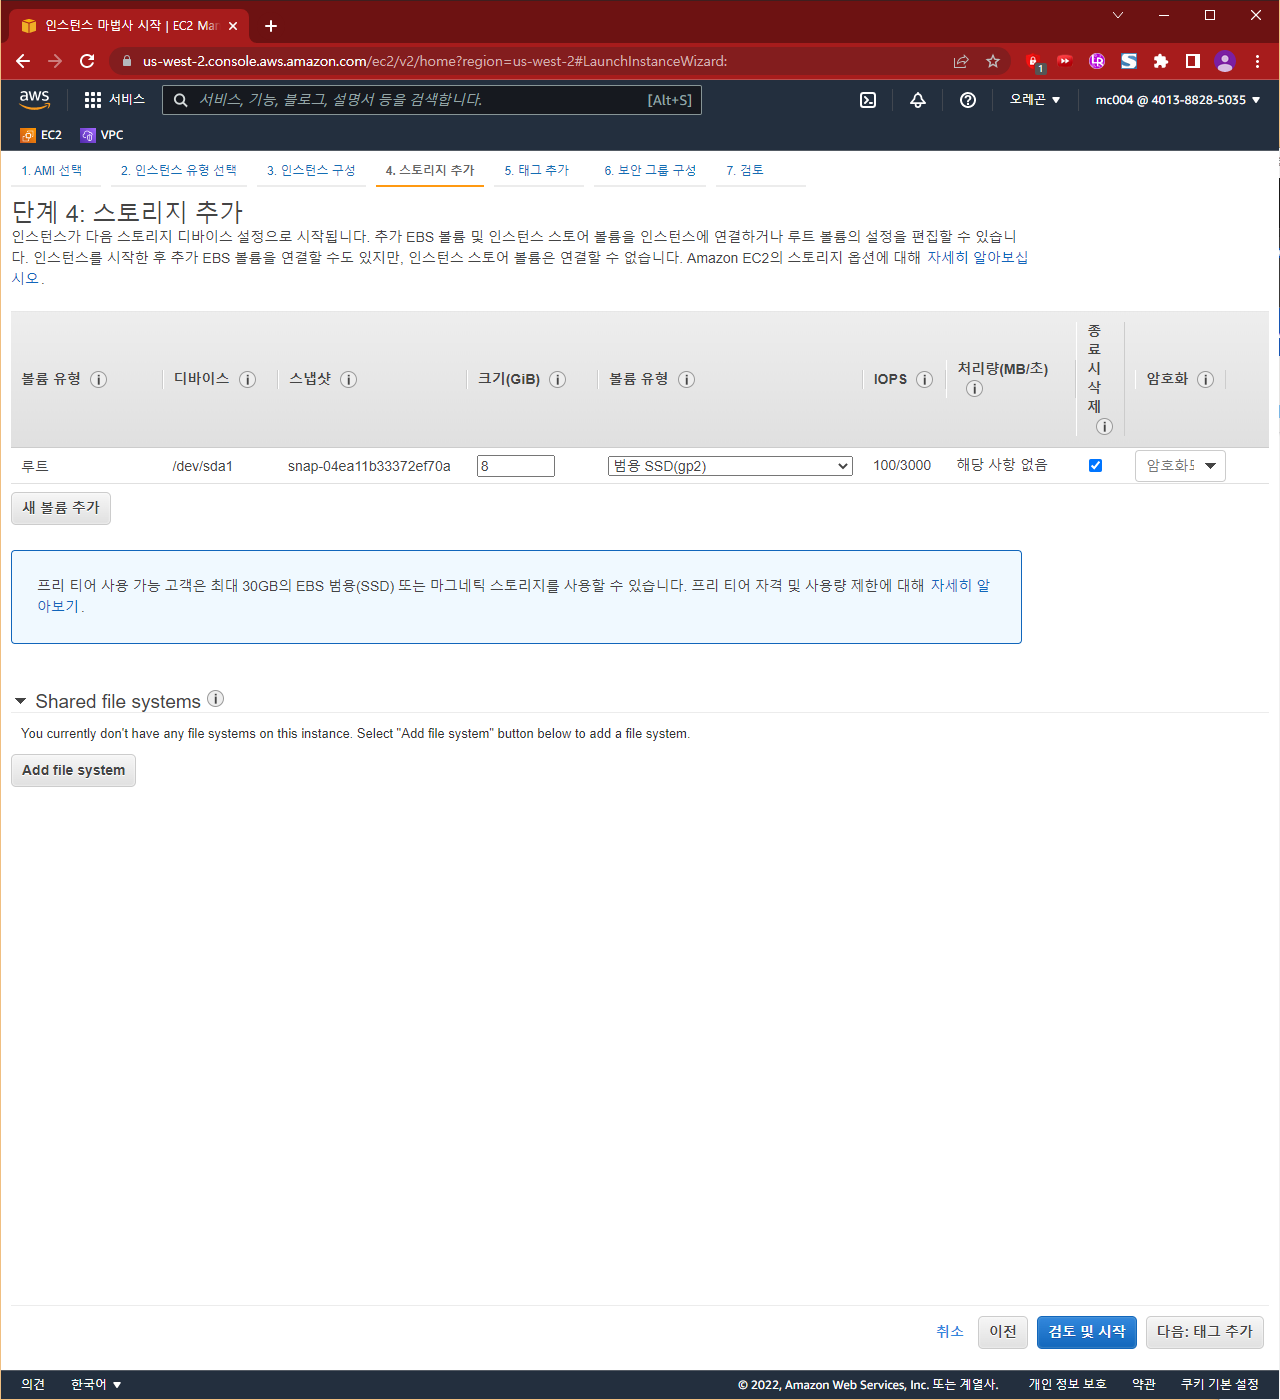 인스턴스 마법사 시작 | EC2 Ma
us-west-2.console.aws.amazon.com/ec2/v2/home?region=us-west-2#LaunchInstanceWizard:
1
aws 서비스 서비스, 기능, 블로그, 설명서 등을 검색합니다. [Alt+S] 오레곤 mc004 @ 4013-8828-5035
EC2 VPC
1. AMI 선택 2. 인스턴스 유형 선택 3. 인스턴스 구성 4. 스토리지 추가 5. 태그 추가 6. 보안 그룹 구성 7. 검토
단계 4: 스토리지 추가
인스턴스가 다음 스토리지 디바이스 설정으로 시작됩니다. 추가 EBS 볼륨 및 인스턴스 스토어 볼륨을 인스턴스에 연결하거나 루트 볼륨의 설정을 편집할 수 있습니
다. 인스턴스를 시작한 후 추가 EBS 볼륨을 연결할 수도 있지만, 인스턴스 스토어 볼륨은 연결할 수 없습니다. Amazon EC2의 스토리지 옵션에 대해 자세히 알아보십
시오.
볼륨 유형 디바이스 스냅샷 크기(GiB) 볼륨 유형 IOPS 처리량(MB/초) 종료 시 삭제 암호화
루트 /dev/sda1 snap-04ea11b33372ef70a 8 범용 SSD(gp2) 100/3000 해당 사항 없음 암호화
새 볼륨 추가
프리 티어 사용 가능 고객은 최대 30GB의 EBS 범용(SSD) 또는 마그네틱 스토리지를 사용할 수 있습니다. 프리 티어 자격 및 사용량 제한에 대해 자세히 알
아보기.
Shared file systems
You currently don't have any file systems on this instance. Select "Add file system" button below to add a file system.
Add file system
취소 이전 검토 및 시작 다음: 태그 추가
의견 한국어 © 2022, Amazon Web Services, Inc. 또는 계열사. 개인 정보 보호 약관 쿠키 기본 설정